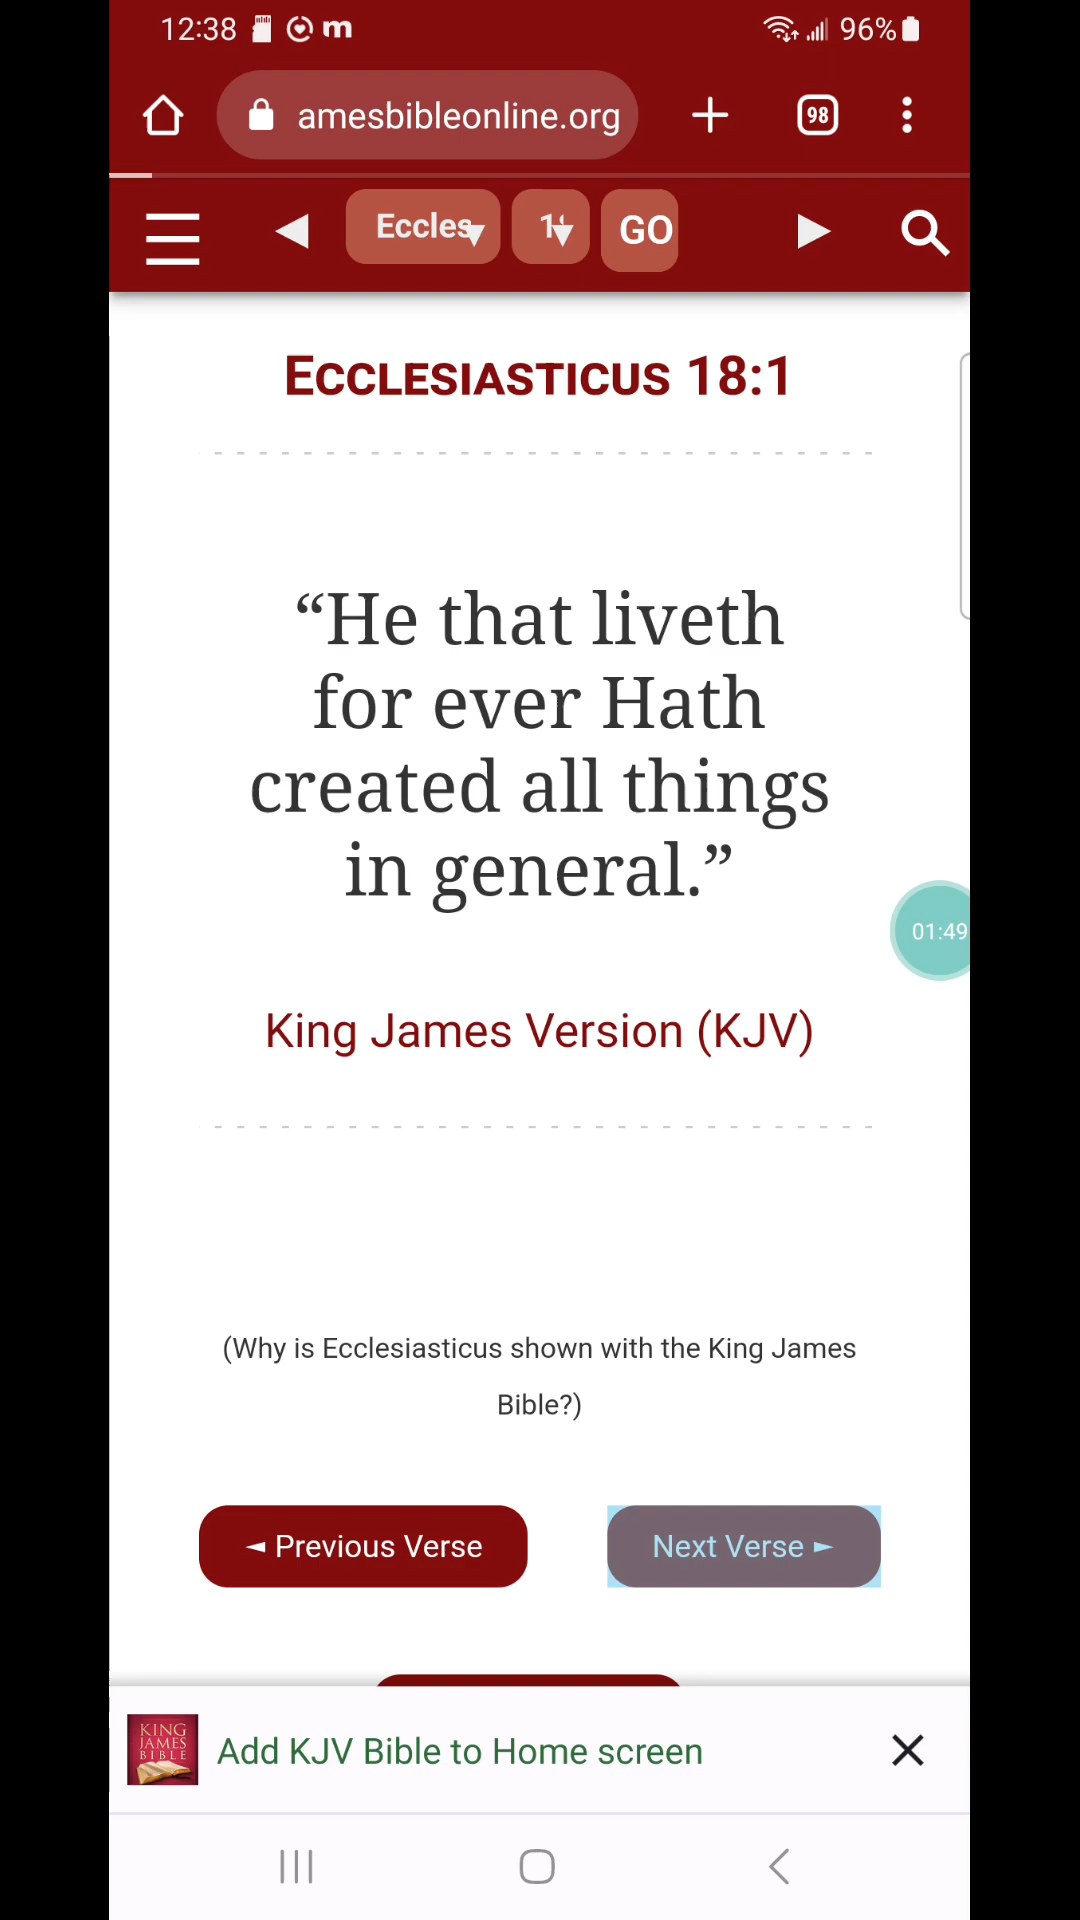 12:38 m 96%
amesbibleonline.org 98
Eccles GO
Ecclesiasticus 18:1
“He that liveth
for ever Hath
created all things
in general.”
01:49
King James Version (KJV)
(Why is Ecclesiasticus shown with the King James
Bible?)
◄ Previous Verse Next Verse ►
KING
JAMES
BIBLE
Add KJV Bible to Home screen